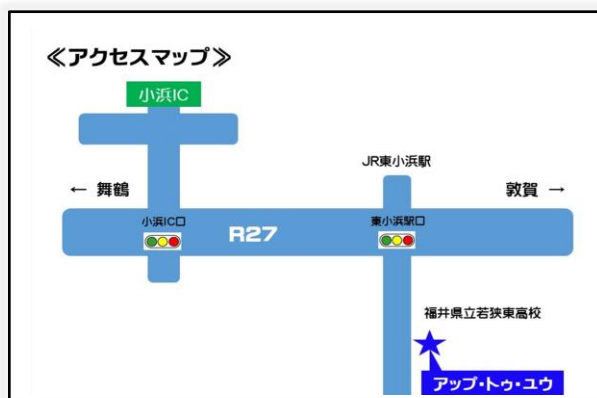 ≪アクセスマップ≫
小浜IC
JR東小浜駅
← 舞鶴
敦賀 →
小浜IC口
R27
東小浜駅口
福井県立若狭東高校
アップ・トゥ・ユウ